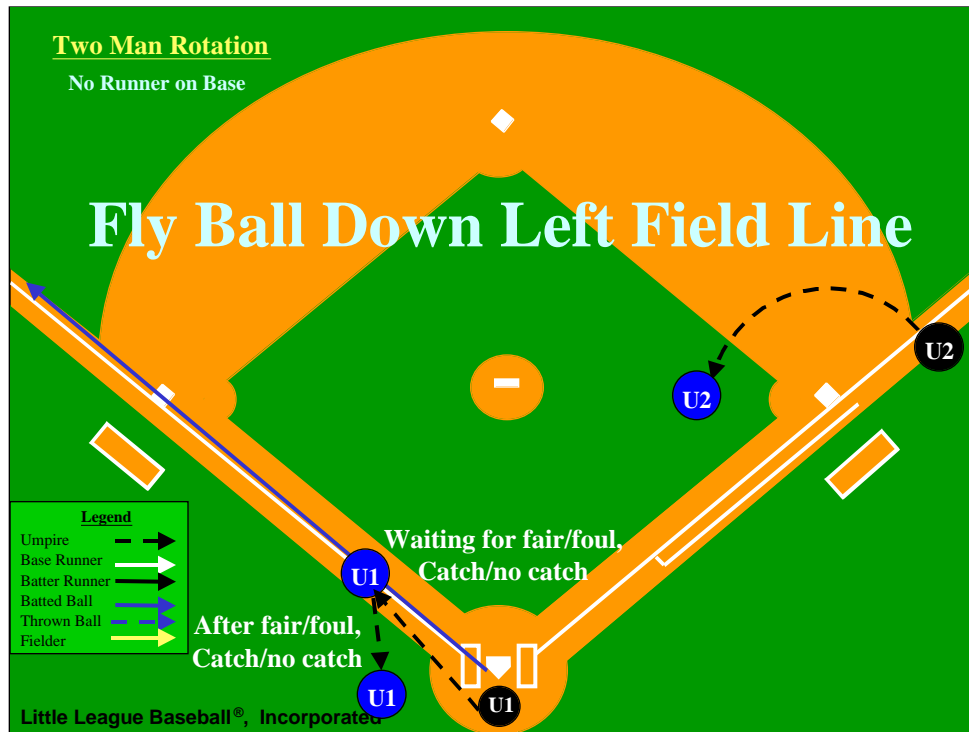 Two Man Rotation
No Runner on Base
Fly Ball Down Left Field Line
U2
U2
Waiting for fair/foul,
Catch/no catch
U1
After fair/foul,
Catch/no catch
U1
U1
Legend
Umpire
Base Runner
Batter Runner
Batted Ball
Thrown Ball
Fielder
Little League Baseball®, Incorporated